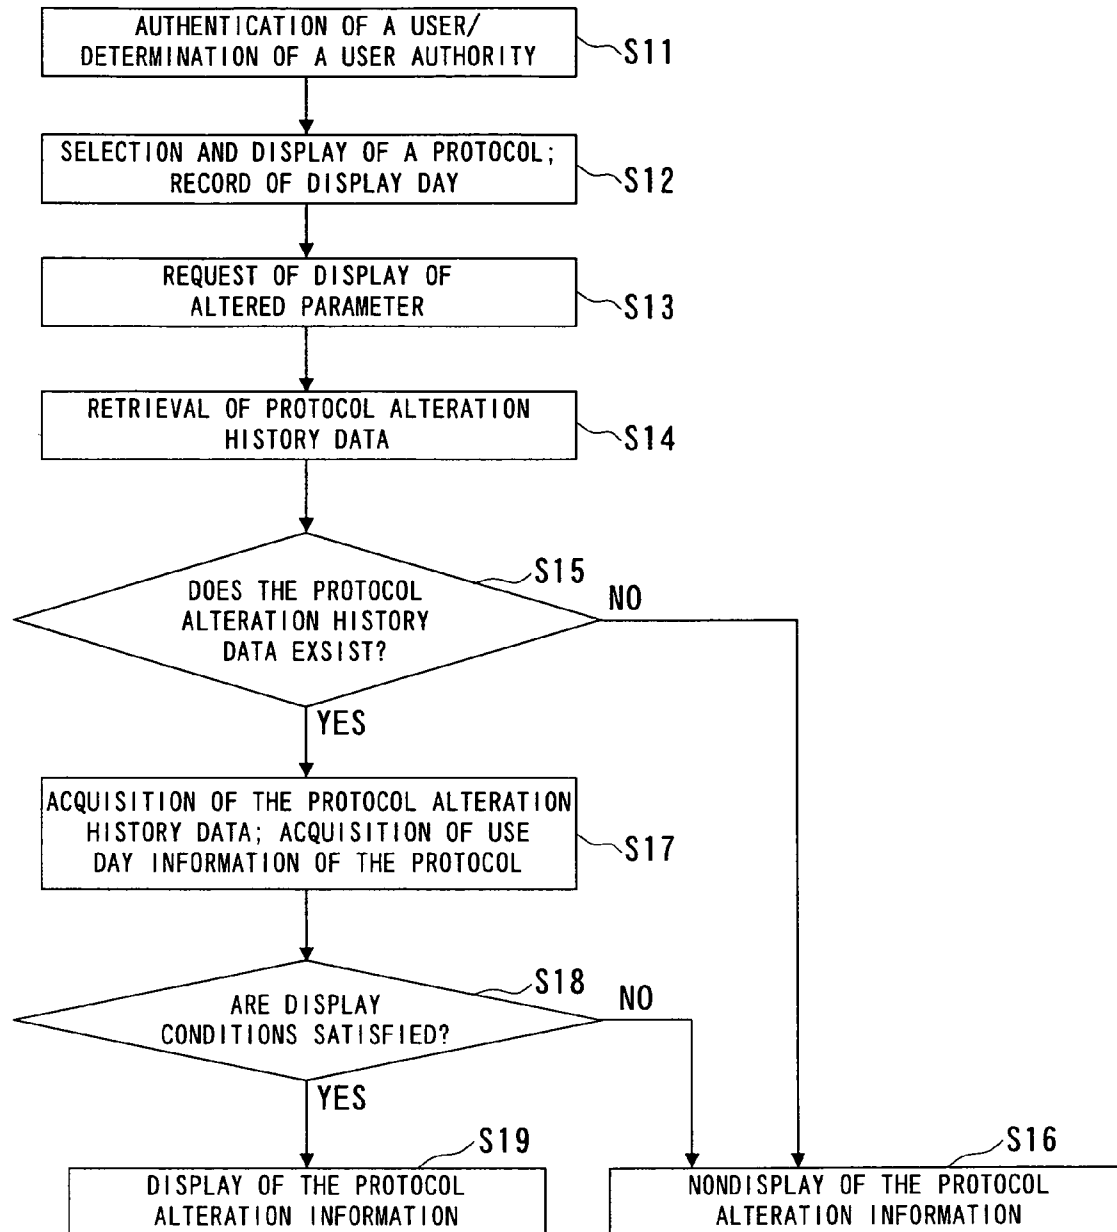 AUTHENTICATION OF A USER/
DETERMINATION OF A USER AUTHORITY
S11
SELECTION AND DISPLAY OF A PROTOCOL;
RECORD OF DISPLAY DAY
S12
REQUEST OF DISPLAY OF
ALTERED PARAMETER
S13
RETRIEVAL OF PROTOCOL ALTERATION
HISTORY DATA
S14
DOES THE PROTOCOL
ALTERATION HISTORY
DATA EXSIST?
S15
NO
YES
ACQUISITION OF THE PROTOCOL ALTERATION
HISTORY DATA; ACQUISITION OF USE
DAY INFORMATION OF THE PROTOCOL
S17
ARE DISPLAY
CONDITIONS SATISFIED?
S18
NO
YES
S19
DISPLAY OF THE PROTOCOL
ALTERATION INFORMATION
S16
NONDISPLAY OF THE PROTOCOL
ALTERATION INFORMATION